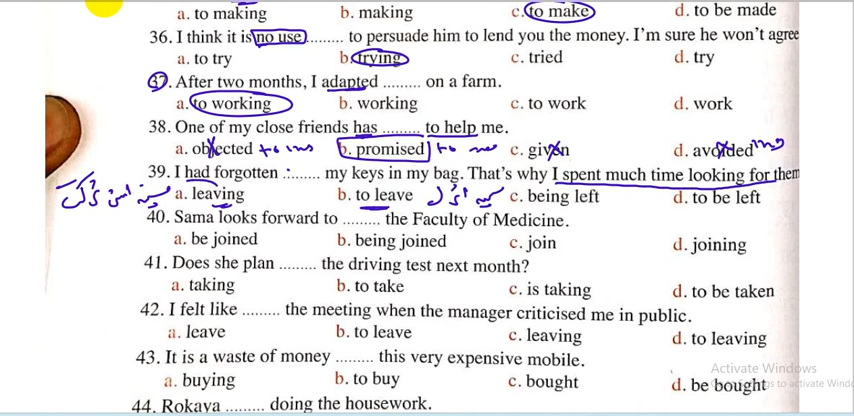 a. to making b. making c. to make d. to be made
36. I think it is no use ......... to persuade him to lend you the money. I'm sure he won't agree
a. to try b. trying c. tried d. try
37. After two months, I adapted ......... on a farm.
a. to working b. working c. to work d. work
38. One of my close friends has ......... to help me.
a. objected b. promised c. given d. avoided ing
39. I had forgotten ......... my keys in my bag. That's why I spent much time looking for them
a. leaving b. to leave c. being left d. to be left
40. Sama looks forward to ......... the Faculty of Medicine.
a. be joined b. being joined c. join d. joining
41. Does she plan ......... the driving test next month?
a. taking b. to take c. is taking d. to be taken
42. I felt like ......... the meeting when the manager criticised me in public.
a. leave b. to leave c. leaving d. to leaving
43. It is a waste of money ......... this very expensive mobile.
Activate Windows
a. buying b. to buy c. bought d. be bought
44. Rokaya ......... doing the housework.